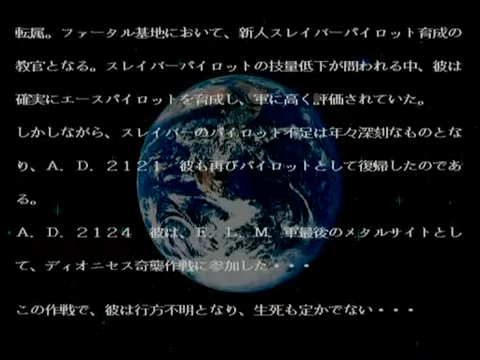 転属。ファータル基地において、新人スレイバーパイロット育成の
教官となる。スレイバーパイロットの技量低下が問われる中、彼は
確実にエースパイロットを育成し、軍に高く評価されていた。
しかしながら、スレイバーのパイロット不足は年々深刻なものとな
り、Ａ．Ｄ．２１２１　彼も再びパイロットとして復帰したのであ
る。
Ａ．Ｄ．２１２４　彼は、Ｅ．Ｌ．Ｍ．軍最後のメタルサイトとし
て、ディオニセス奇襲作戦に参加した・・・
この作戦で、彼は行方不明となり、生死も定かでない・・・